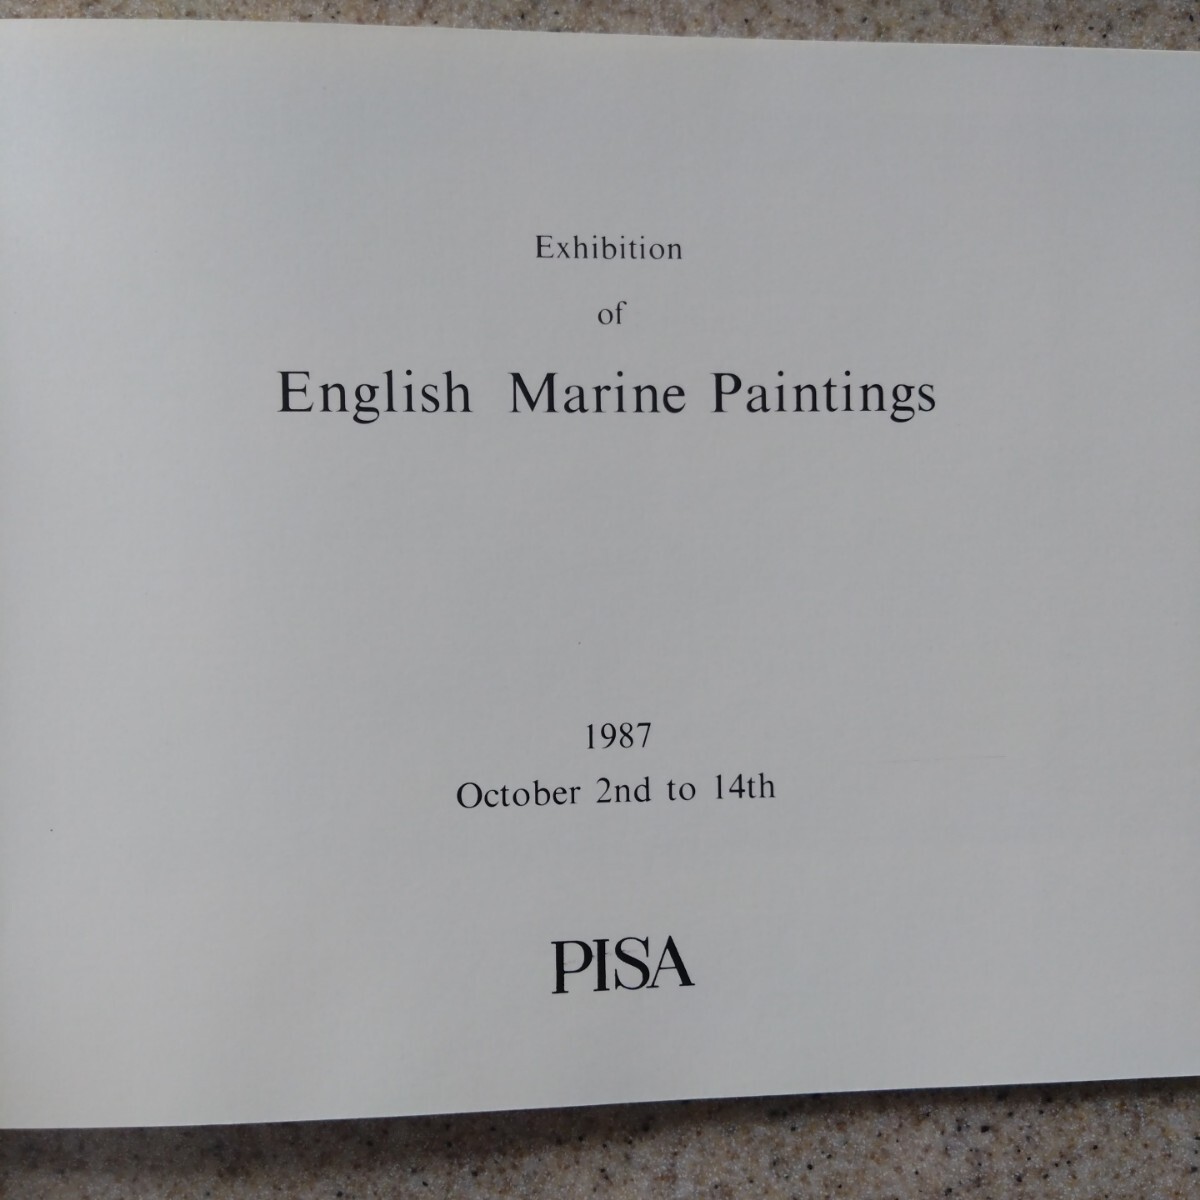 Exhibition
of
English Marine Paintings
1987
October 2nd to 14th
PISA